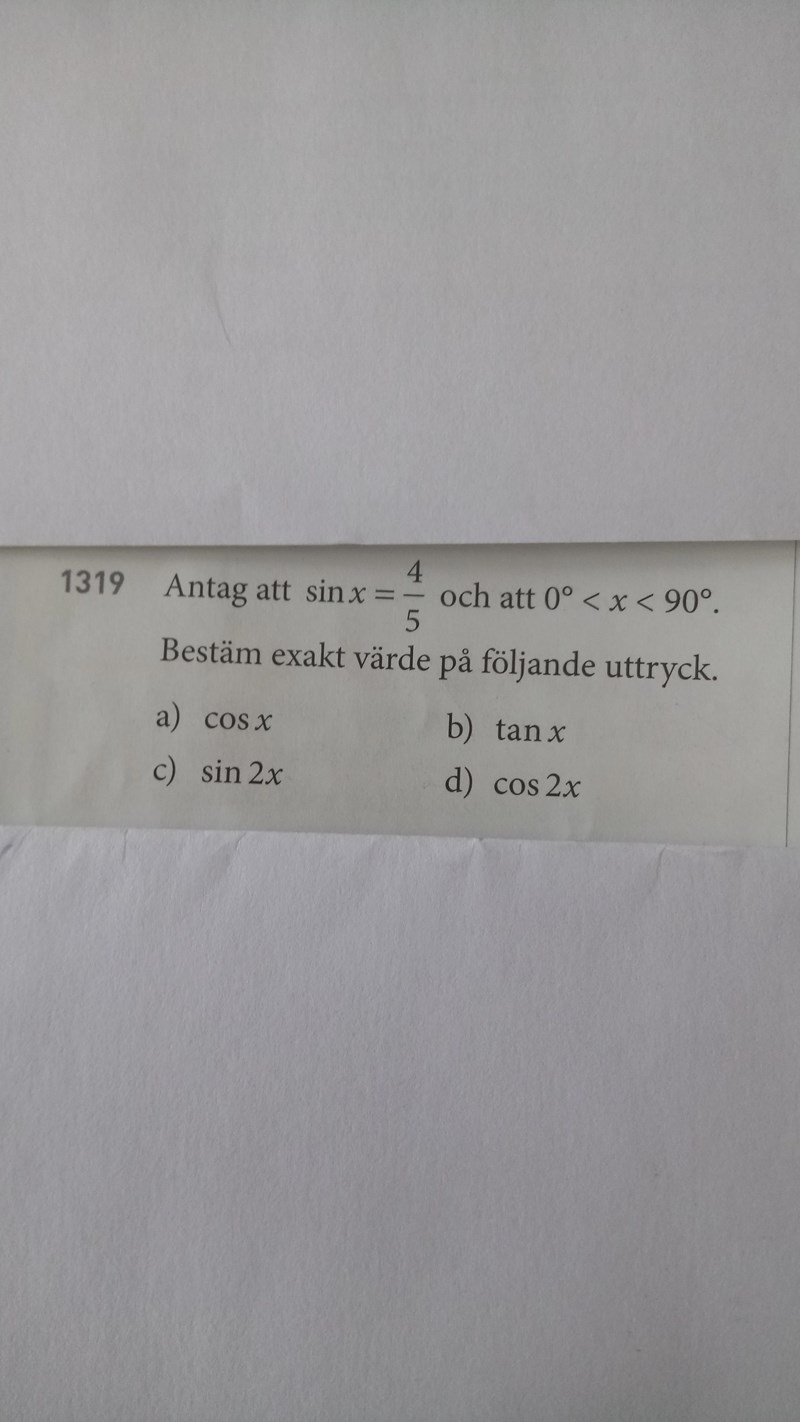 1319 Antag att sin x = 4/5 och att 0° < x < 90°.
Bestäm exakt värde på följande uttryck.
a) cos x b) tan x
c) sin 2x d) cos 2x